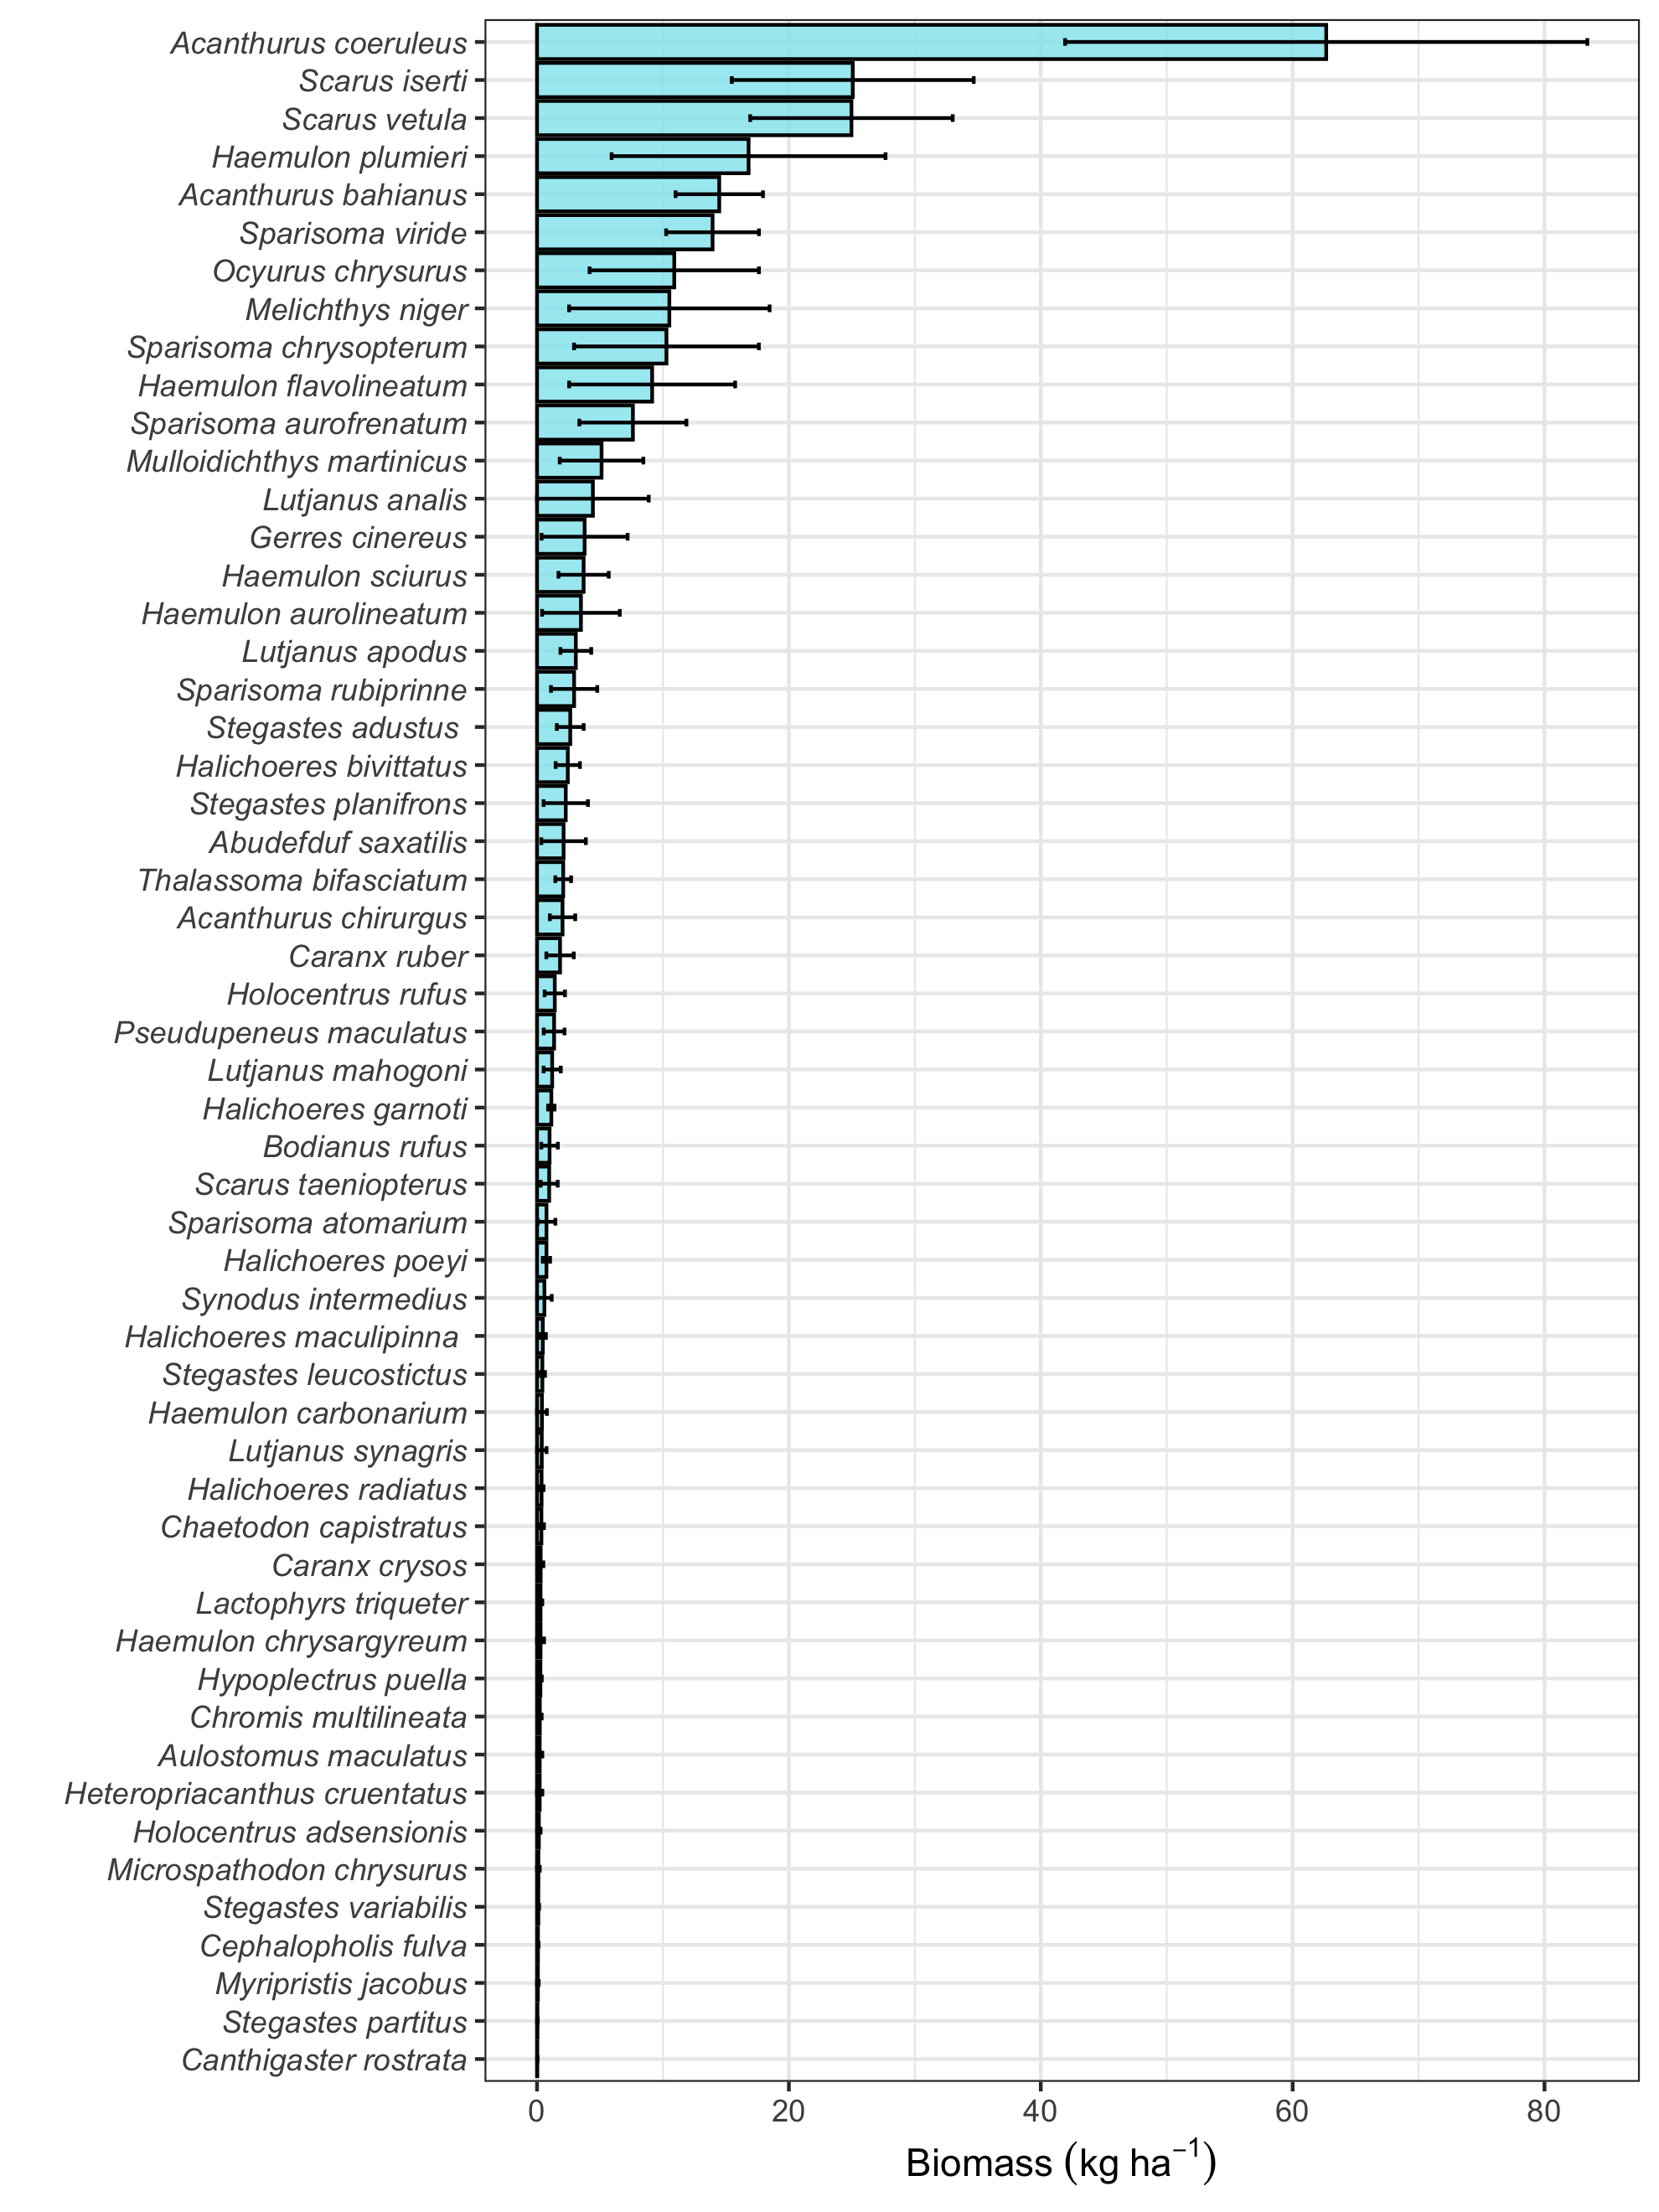 Acanthurus coeruleus
Scarus iserti
Scarus vetula
Haemulon plumieri
Acanthurus bahianus
Sparisoma viride
Ocyurus chrysurus
Melichthys niger
Sparisoma chrysopterum
Haemulon flavolineatum
Sparisoma aurofrenatum
Mulloidichthys martinicus
Lutjanus analis
Gerres cinereus
Haemulon sciurus
Haemulon aurolineatum
Lutjanus apodus
Sparisoma rubiprinne
Stegastes adustus
Halichoeres bivittatus
Stegastes planifrons
Abudefduf saxatilis
Thalassoma bifasciatum
Acanthurus chirurgus
Caranx ruber
Holocentrus rufus
Pseudupeneus maculatus
Lutjanus mahogoni
Halichoeres garnoti
Bodianus rufus
Scarus taeniopterus
Sparisoma atomarium
Halichoeres poeyi
Synodus intermedius
Halichoeres maculipinna
Stegastes leucostictus
Haemulon carbonarium
Lutjanus synagris
Halichoeres radiatus
Chaetodon capistratus
Caranx crysos
Lactophyrs triqueter
Haemulon chrysargyreum
Hypoplectrus puella
Chromis multilineata
Aulostomus maculatus
Heteropriacanthus cruentatus
Holocentrus adsensionis
Microspathodon chrysurus
Stegastes variabilis
Cephalopholis fulva
Myripristis jacobus
Stegastes partitus
Canthigaster rostrata
0 20 40 60 80
Biomass (kg ha⁻¹)